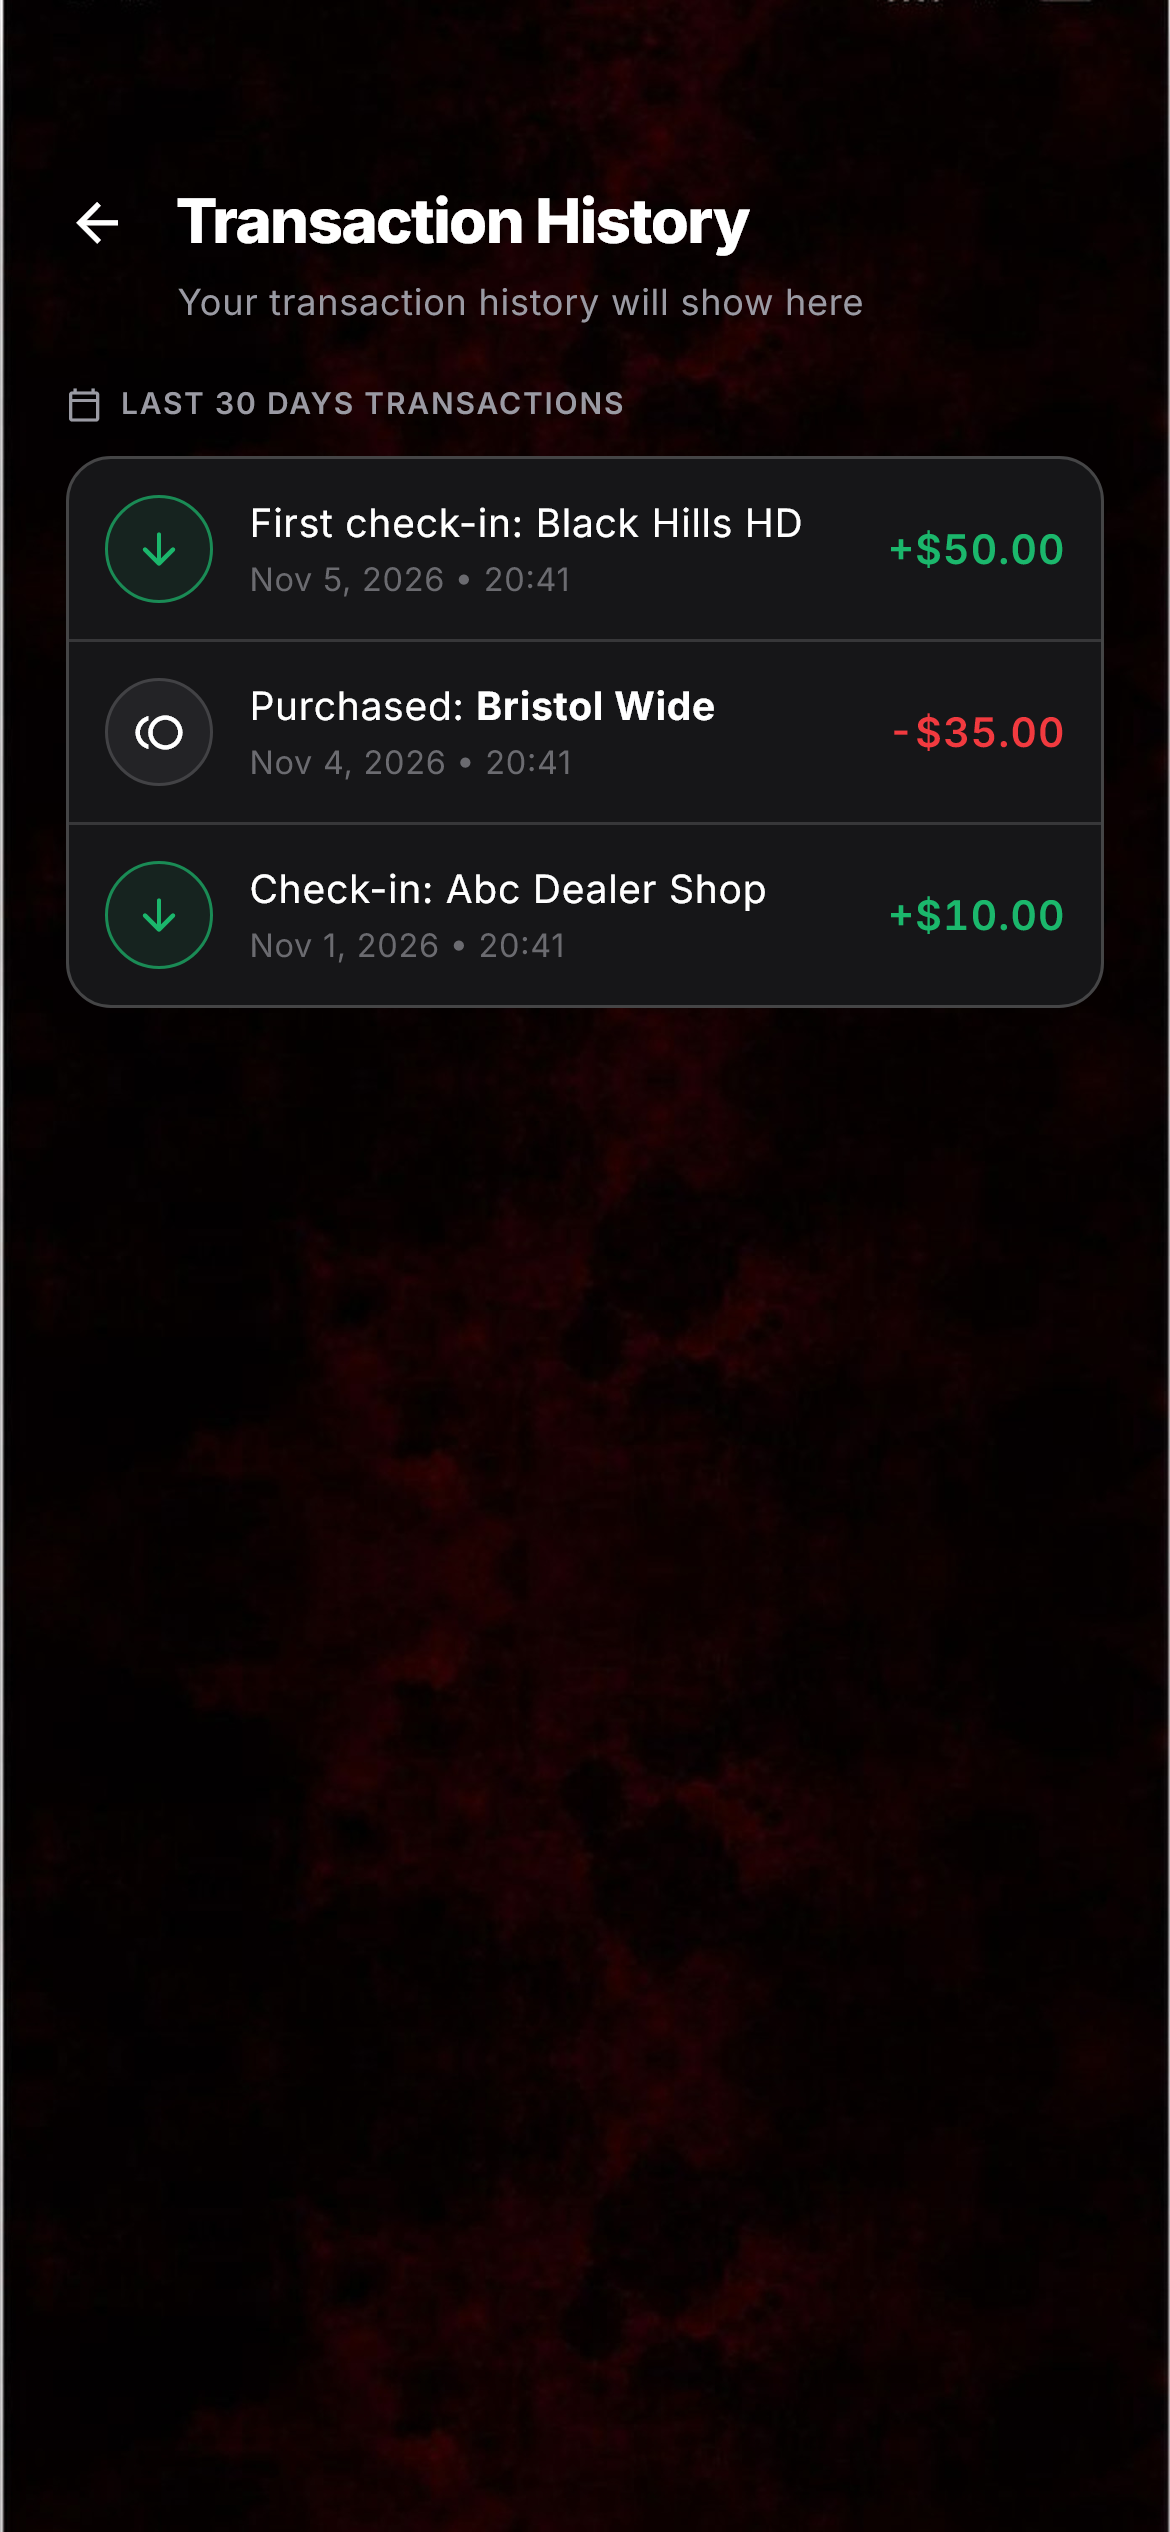 Transaction History
Your transaction history will show here
LAST 30 DAYS TRANSACTIONS
First check-in: Black Hills HD
+$50.00
Nov 5, 2026 • 20:41
Purchased: Bristol Wide
-$35.00
Nov 4, 2026 • 20:41
Check-in: Abc Dealer Shop
+$10.00
Nov 1, 2026 • 20:41